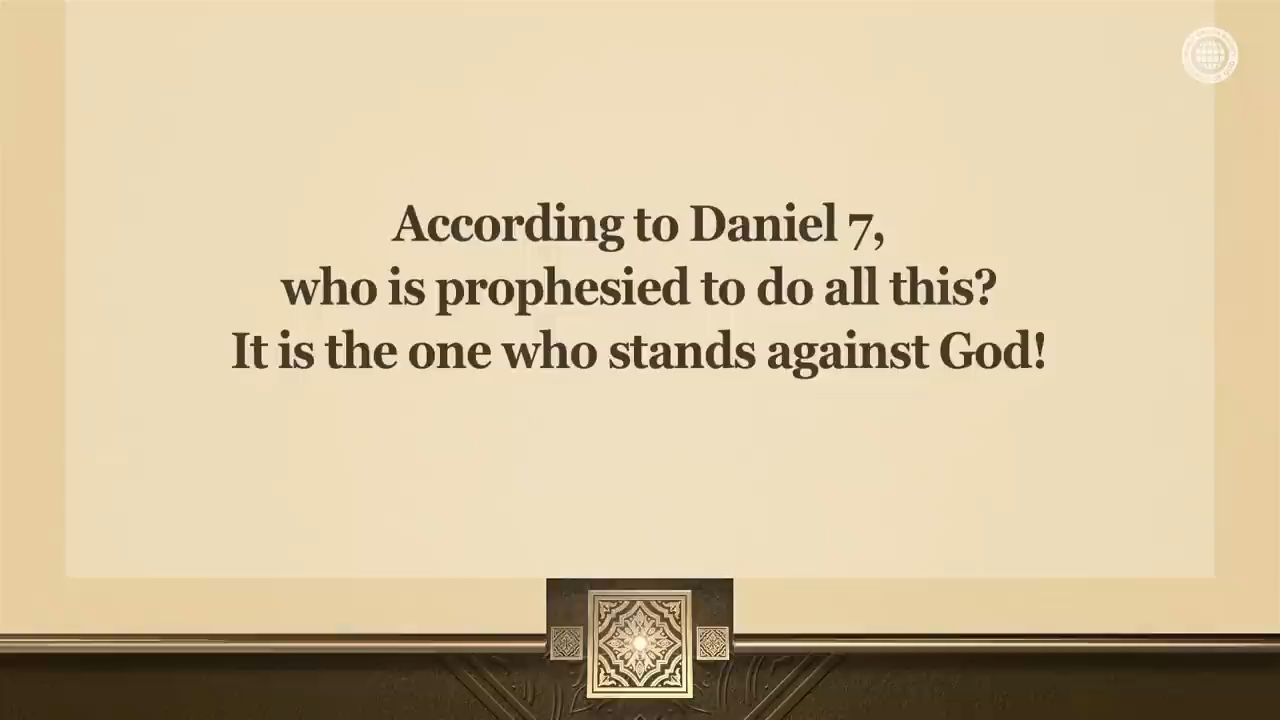 According to Daniel 7,
who is prophesied to do all this?
It is the one who stands against God!